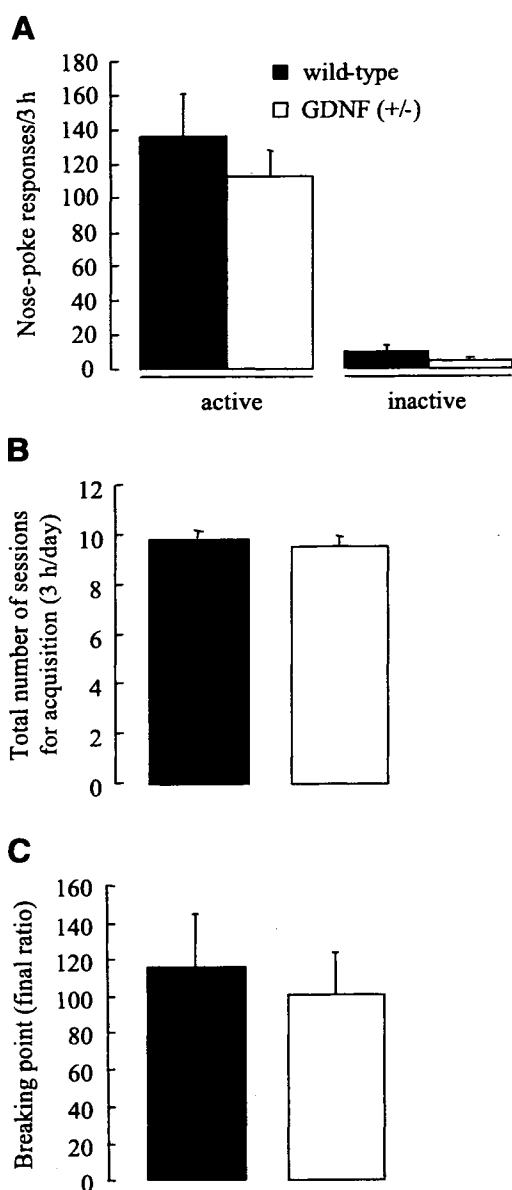 A
Nose-poke responses/3 h
180
160
140
120
100
80
60
40
20
0
wild-type
GDNF (+/-)
active
inactive
B
Total number of sessions
for acquisition (3 h/day)
12
10
8
6
4
2
0
C
Breaking point (final ratio)
160
140
120
100
80
60
40
20
0